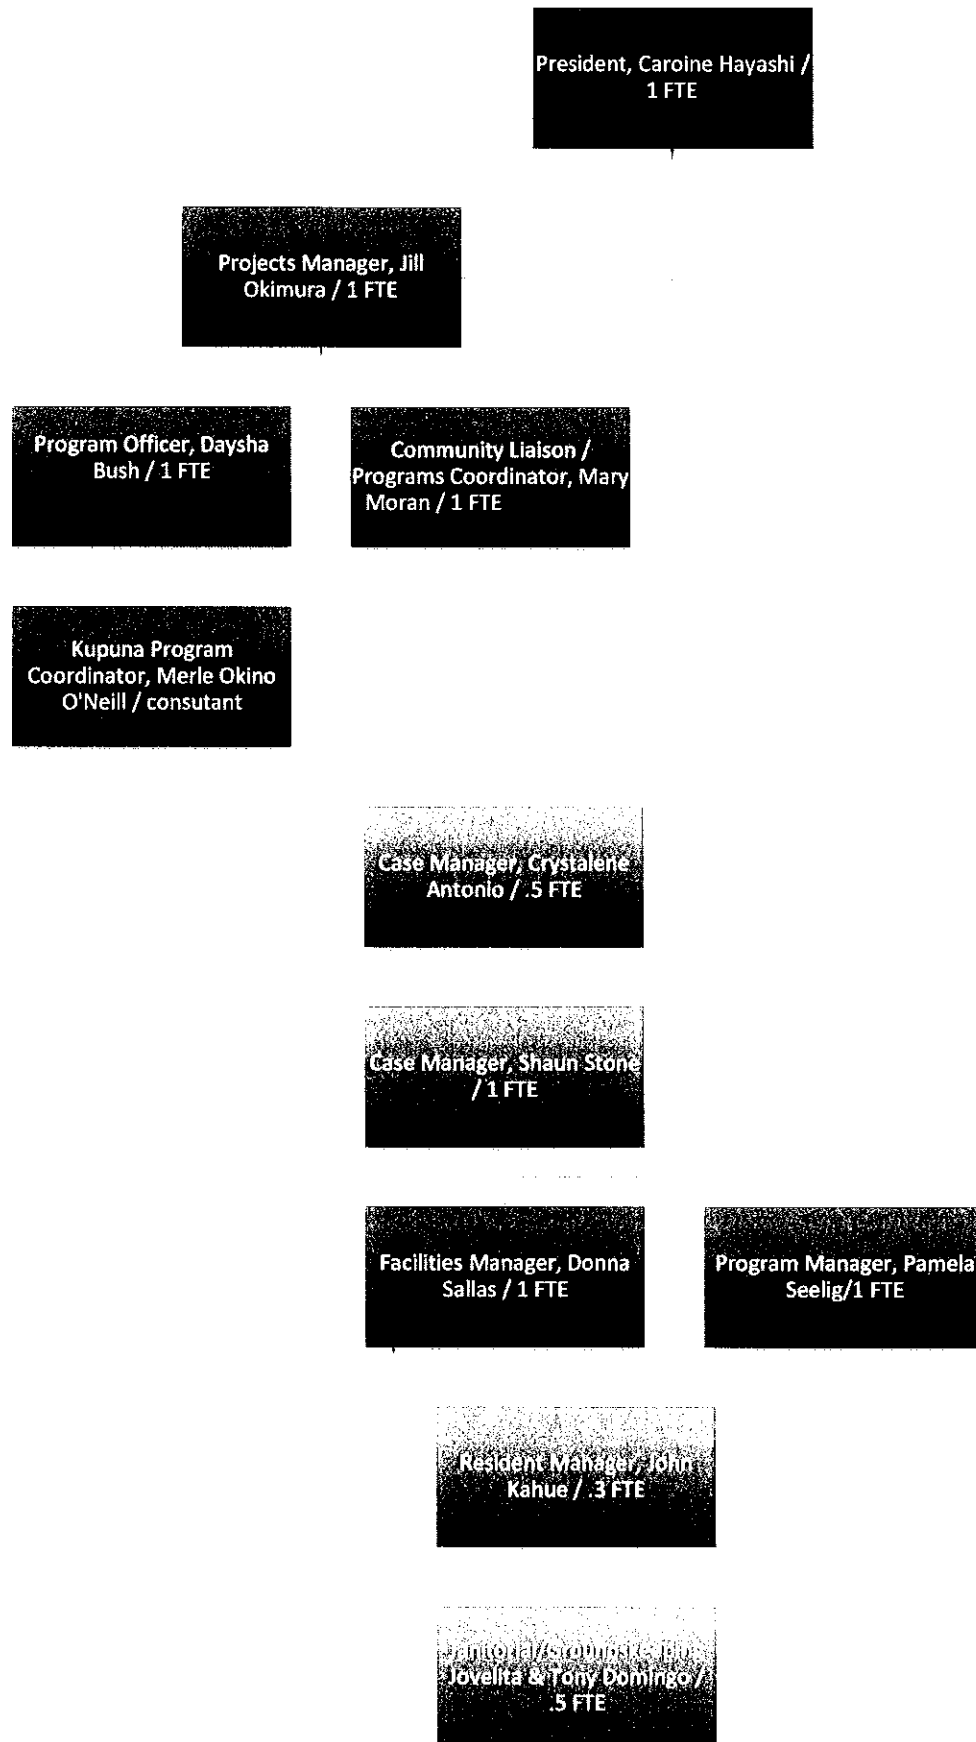 President, Caroine Hayashi /
1 FTE
Projects Manager, Jill
Okimura / 1 FTE
Program Officer, Daysha
Bush / 1 FTE
Community Liaison /
Programs Coordinator, Mary
Moran / 1 FTE
Kupuna Program
Coordinator, Merle Okino
O'Neill / consutant
Case Manager, Crystalene
Antonio / .5 FTE
Case Manager, Shaun Stone
/ 1 FTE
Facilities Manager, Donna
Sallas / 1 FTE
Program Manager, Pamela
Seelig/1 FTE
Resident Manager, John
Kahue / .3 FTE
Jovelita & Tony Domingo /
.5 FTE